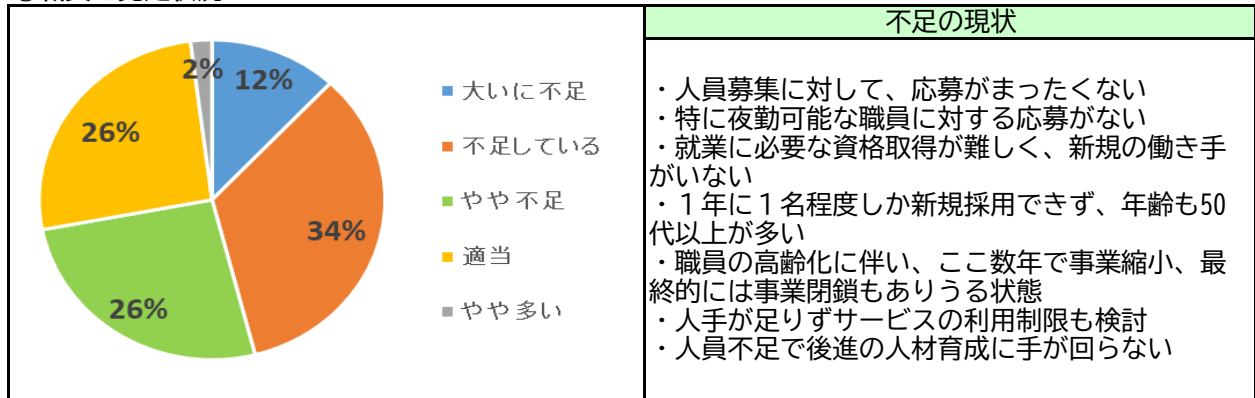 2%
12%
26%
34%
26%
大いに不足
不足している
やや不足
適当
やや多い
不足の現状
・人員募集に対して、応募がまったくない
・特に夜勤可能な職員に対する応募がない
・就業に必要な資格取得が難しく、新規の働き手
がいない
・１年に１名程度しか新規採用できず、年齢も50
代以上が多い
・職員の高齢化に伴い、ここ数年で事業縮小、最
終的には事業閉鎖もありうる状態
・人手が足りずサービスの利用制限も検討
・人員不足で後進の人材育成に手が回らない